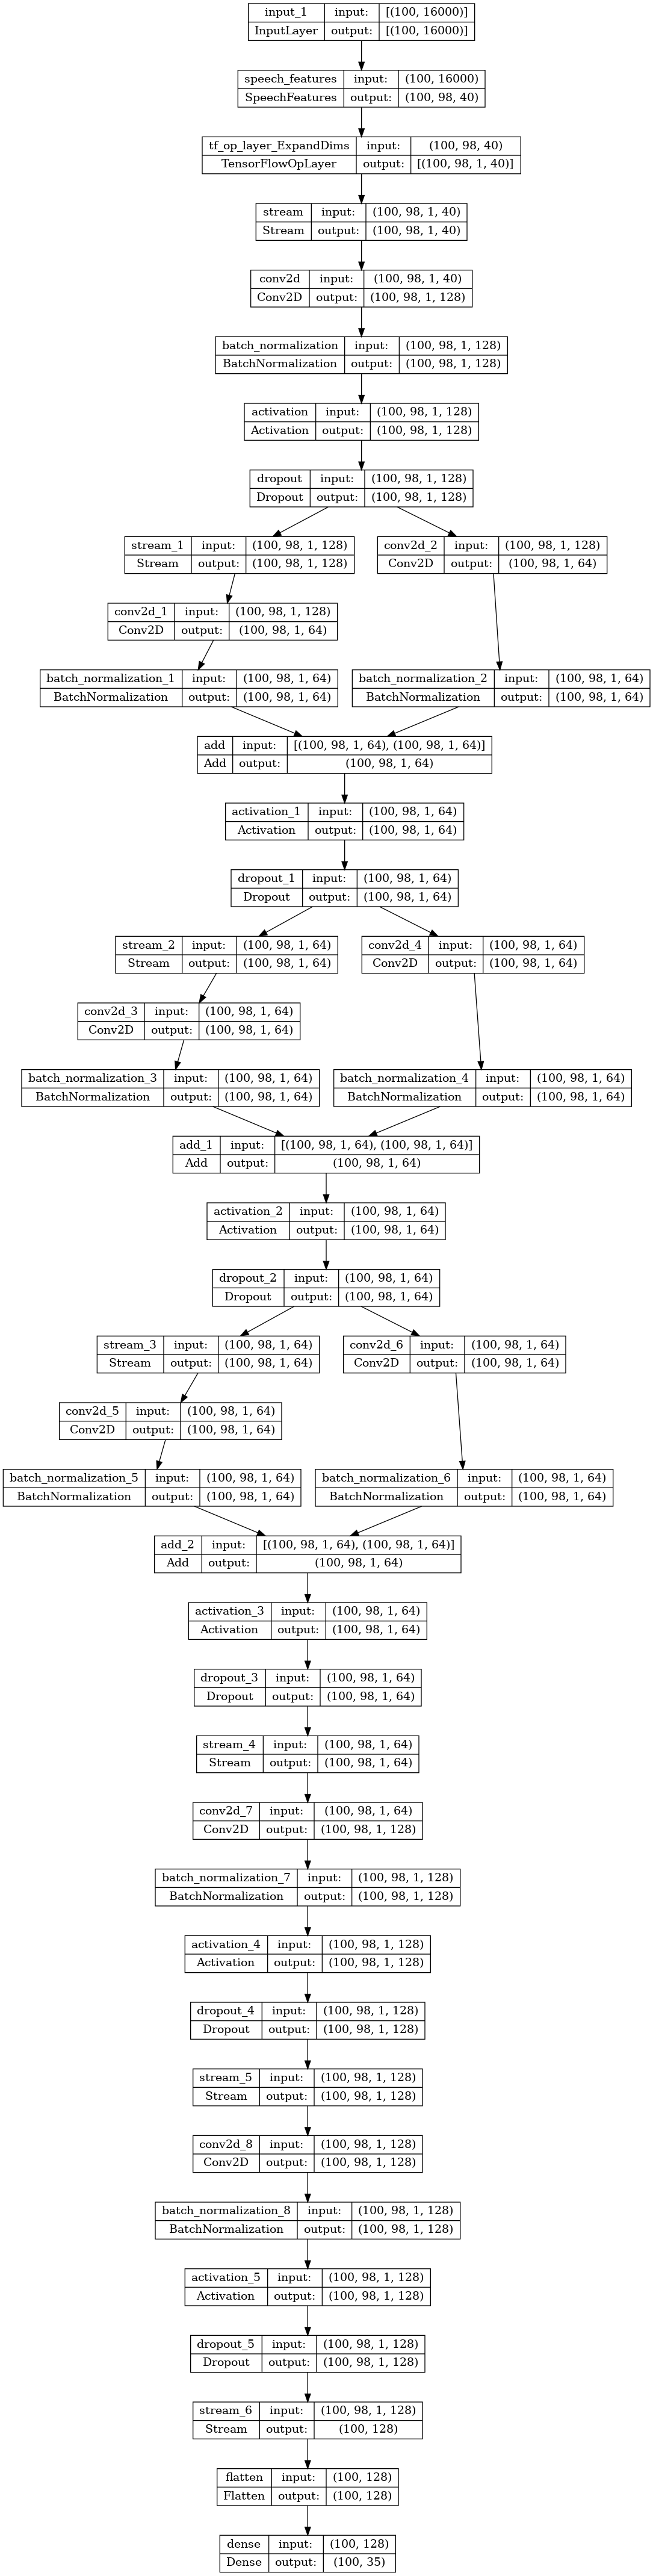 input_1 input: [(100, 16000)]
InputLayer output: [(100, 16000)]
speech_features input: (100, 16000)
SpeechFeatures output: (100, 98, 40)
tf_op_layer_ExpandDims input: (100, 98, 40)
TensorFlowOpLayer output: [(100, 98, 1, 40)]
stream input: (100, 98, 1, 40)
Stream output: (100, 98, 1, 40)
conv2d input: (100, 98, 1, 40)
Conv2D output: (100, 98, 1, 128)
batch_normalization input: (100, 98, 1, 128)
BatchNormalization output: (100, 98, 1, 128)
activation input: (100, 98, 1, 128)
Activation output: (100, 98, 1, 128)
dropout input: (100, 98, 1, 128)
Dropout output: (100, 98, 1, 128)
stream_1 input: (100, 98, 1, 128)
Stream output: (100, 98, 1, 128)
conv2d_2 input: (100, 98, 1, 128)
Conv2D output: (100, 98, 1, 64)
conv2d_1 input: (100, 98, 1, 128)
Conv2D output: (100, 98, 1, 64)
batch_normalization_1 input: (100, 98, 1, 64)
BatchNormalization output: (100, 98, 1, 64)
batch_normalization_2 input: (100, 98, 1, 64)
BatchNormalization output: (100, 98, 1, 64)
add input: [(100, 98, 1, 64), (100, 98, 1, 64)]
Add output: (100, 98, 1, 64)
activation_1 input: (100, 98, 1, 64)
Activation output: (100, 98, 1, 64)
dropout_1 input: (100, 98, 1, 64)
Dropout output: (100, 98, 1, 64)
stream_2 input: (100, 98, 1, 64)
Stream output: (100, 98, 1, 64)
conv2d_4 input: (100, 98, 1, 64)
Conv2D output: (100, 98, 1, 64)
conv2d_3 input: (100, 98, 1, 64)
Conv2D output: (100, 98, 1, 64)
batch_normalization_3 input: (100, 98, 1, 64)
BatchNormalization output: (100, 98, 1, 64)
batch_normalization_4 input: (100, 98, 1, 64)
BatchNormalization output: (100, 98, 1, 64)
add_1 input: [(100, 98, 1, 64), (100, 98, 1, 64)]
Add output: (100, 98, 1, 64)
activation_2 input: (100, 98, 1, 64)
Activation output: (100, 98, 1, 64)
dropout_2 input: (100, 98, 1, 64)
Dropout output: (100, 98, 1, 64)
stream_3 input: (100, 98, 1, 64)
Stream output: (100, 98, 1, 64)
conv2d_6 input: (100, 98, 1, 64)
Conv2D output: (100, 98, 1, 64)
conv2d_5 input: (100, 98, 1, 64)
Conv2D output: (100, 98, 1, 64)
batch_normalization_5 input: (100, 98, 1, 64)
BatchNormalization output: (100, 98, 1, 64)
batch_normalization_6 input: (100, 98, 1, 64)
BatchNormalization output: (100, 98, 1, 64)
add_2 input: [(100, 98, 1, 64), (100, 98, 1, 64)]
Add output: (100, 98, 1, 64)
activation_3 input: (100, 98, 1, 64)
Activation output: (100, 98, 1, 64)
dropout_3 input: (100, 98, 1, 64)
Dropout output: (100, 98, 1, 64)
stream_4 input: (100, 98, 1, 64)
Stream output: (100, 98, 1, 64)
conv2d_7 input: (100, 98, 1, 64)
Conv2D output: (100, 98, 1, 128)
batch_normalization_7 input: (100, 98, 1, 128)
BatchNormalization output: (100, 98, 1, 128)
activation_4 input: (100, 98, 1, 128)
Activation output: (100, 98, 1, 128)
dropout_4 input: (100, 98, 1, 128)
Dropout output: (100, 98, 1, 128)
stream_5 input: (100, 98, 1, 128)
Stream output: (100, 98, 1, 128)
conv2d_8 input: (100, 98, 1, 128)
Conv2D output: (100, 98, 1, 128)
batch_normalization_8 input: (100, 98, 1, 128)
BatchNormalization output: (100, 98, 1, 128)
activation_5 input: (100, 98, 1, 128)
Activation output: (100, 98, 1, 128)
dropout_5 input: (100, 98, 1, 128)
Dropout output: (100, 98, 1, 128)
stream_6 input: (100, 98, 1, 128)
Stream output: (100, 128)
flatten input: (100, 128)
Flatten output: (100, 128)
dense input: (100, 128)
Dense output: (100, 35)